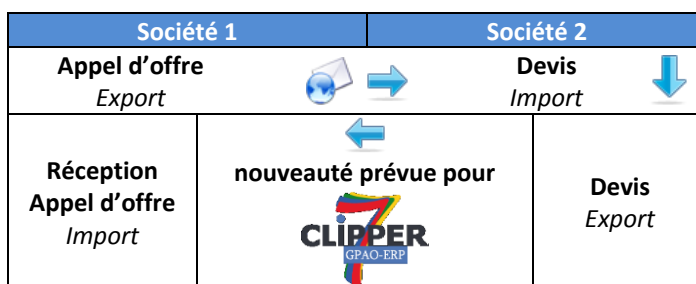 Société 1
Société 2
Appel d’offre
Export
Devis
Import
Réception
Appel d’offre
Import
nouveauté prévue pour
7
CLIPPER
GPAO-ERP
Devis
Export